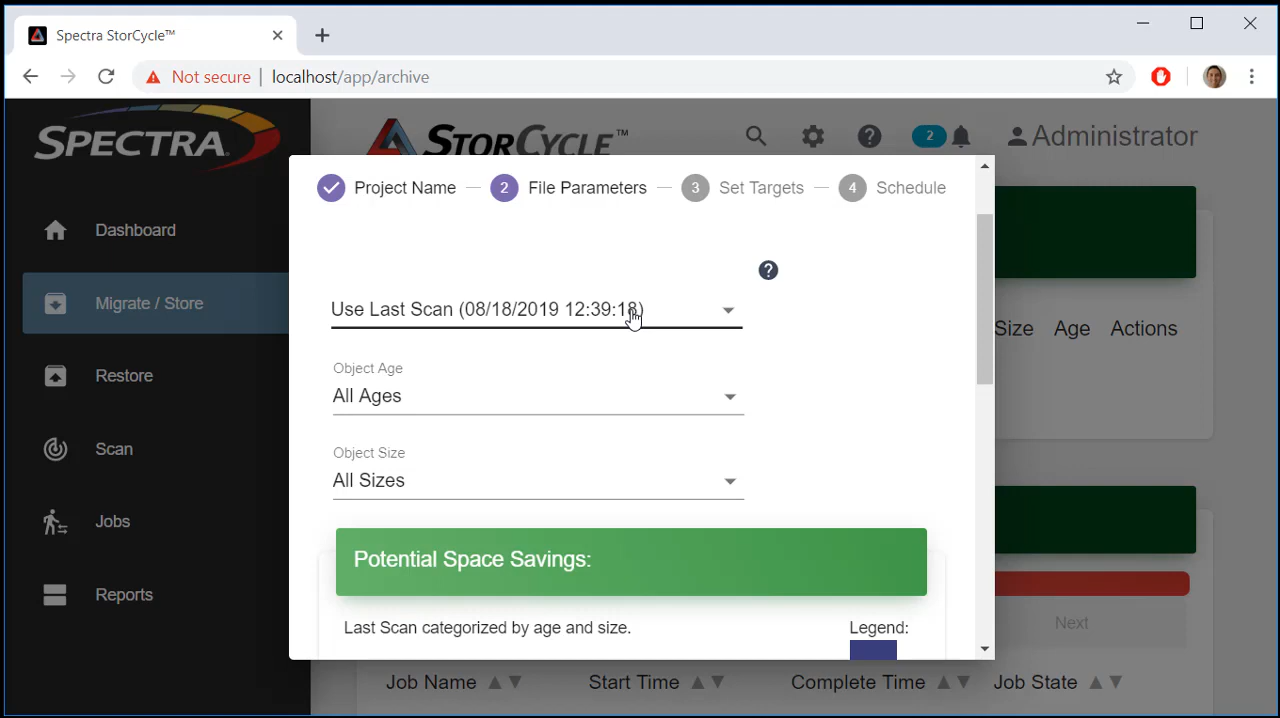 Spectra StorCycle™
Not secure | localhost/app/archive
SPECTRA
STORCYCLE™
2
Administrator
Project Name
2 File Parameters
3 Set Targets
4 Schedule
Dashboard
Migrate / Store
Restore
Scan
Jobs
Reports
?
Use Last Scan (08/18/2019 12:39:18)
Object Age
All Ages
Object Size
All Sizes
Potential Space Savings:
Last Scan categorized by age and size.
Legend:
Size Age Actions
Next
Job Name Start Time Complete Time Job State